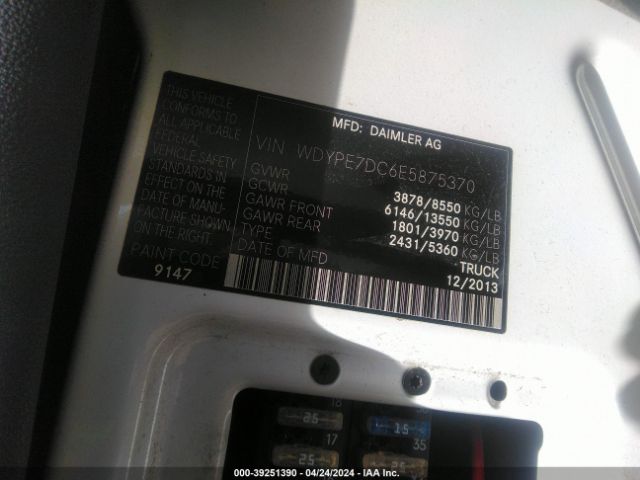 MFD: DAIMLER AG
THIS VEHICLE
CONFORMS TO
ALL APPLICABLE
FEDERAL
VEHICLE SAFETY
STANDARDS IN
EFFECT ON THE
DATE OF MANU-
FACTURE SHOWN
ON THE RIGHT.
PAINT CODE
9147
VIN WDYPE7DC6E5875370
GVWR 3878/8550 KG/LB
GCWR 6146/13550 KG/LB
GAWR FRONT 1801/3970 KG/LB
GAWR REAR 2431/5360 KG/LB
TYPE TRUCK
DATE OF MFD 12/2013
18
25
15
17
35
25
000-39251390 - 04/24/2024 - IAA Inc.